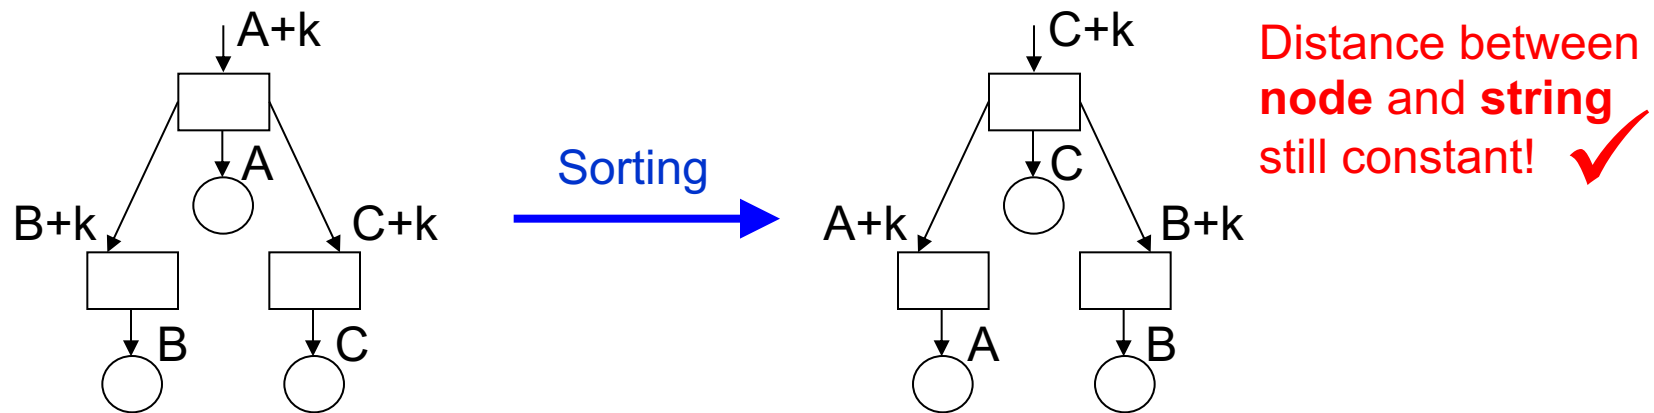 A+k
A
B+k
C+k
B
C
Sorting
C+k
C
A+k
B+k
A
B
Distance between
node and string
still constant!